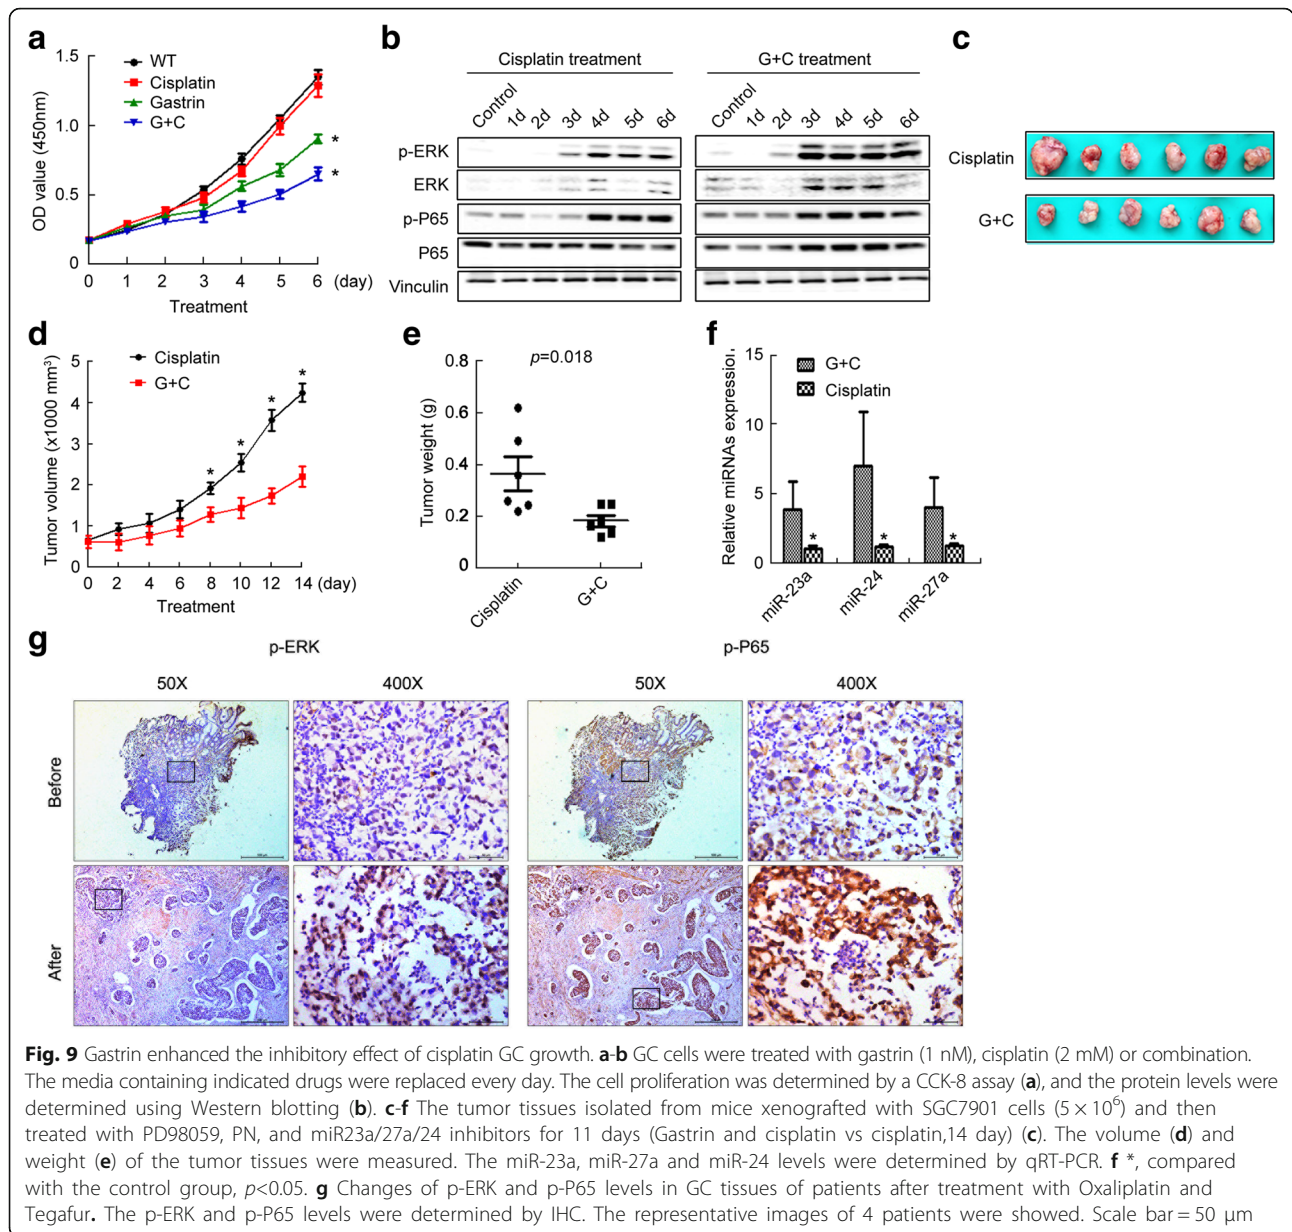 a
1.5
1.0
0.5
0
OD value (450nm)
WT
Cisplatin
Gastrin
G+C
*
*
0 1 2 3 4 5 6 (day)
Treatment
b
Cisplatin treatment
G+C treatment
Control 1d 2d 3d 4d 5d 6d
Control 1d 2d 3d 4d 5d 6d
p-ERK
ERK
p-P65
P65
Vinculin
c
Cisplatin
G+C
d
Cisplatin
G+C
5
4
3
2
1
0
Tumor volume (x1000 mm³)
* * * *
0 2 4 6 8 10 12 14 (day)
Treatment
e
p=0.018
0.8
0.6
0.4
0.2
0
Tumor weight (g)
Cisplatin
G+C
f
15
10
5
0
Relative miRNAs expression
G+C
Cisplatin
* * *
miR-23a
miR-24
miR-27a
g
p-ERK p-P65
50X 400X 50X 400X
Before
After
Fig. 9 Gastrin enhanced the inhibitory effect of cisplatin GC growth. a-b GC cells were treated with gastrin (1 nM), cisplatin (2 mM) or combination.
The media containing indicated drugs were replaced every day. The cell proliferation was determined by a CCK-8 assay (a), and the protein levels were
determined using Western blotting (b). c-f The tumor tissues isolated from mice xenografted with SGC7901 cells (5 × 10⁶) and then
treated with PD98059, PN, and miR23a/27a/24 inhibitors for 11 days (Gastrin and cisplatin vs cisplatin,14 day) (c). The volume (d) and
weight (e) of the tumor tissues were measured. The miR-23a, miR-27a and miR-24 levels were determined by qRT-PCR. f *, compared
with the control group, p<0.05. g Changes of p-ERK and p-P65 levels in GC tissues of patients after treatment with Oxaliplatin and
Tegafur. The p-ERK and p-P65 levels were determined by IHC. The representative images of 4 patients were showed. Scale bar = 50 μm